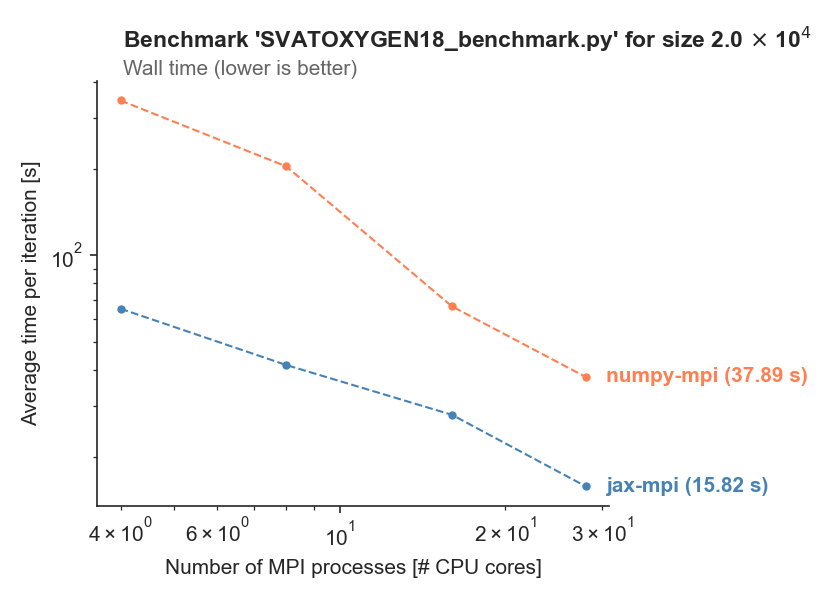 Benchmark 'SVATOXYGEN18_benchmark.py' for size 2.0 × 10⁴
Wall time (lower is better)
Average time per iteration [s]
10²
numpy-mpi (37.89 s)
jax-mpi (15.82 s)
4 × 10⁰ 6 × 10⁰ 10¹ 2 × 10¹ 3 × 10¹
Number of MPI processes [# CPU cores]